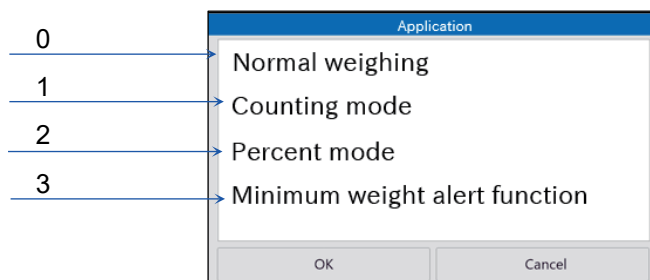 Application
0 Normal weighing
1 Counting mode
2 Percent mode
3 Minimum weight alert function
OK Cancel